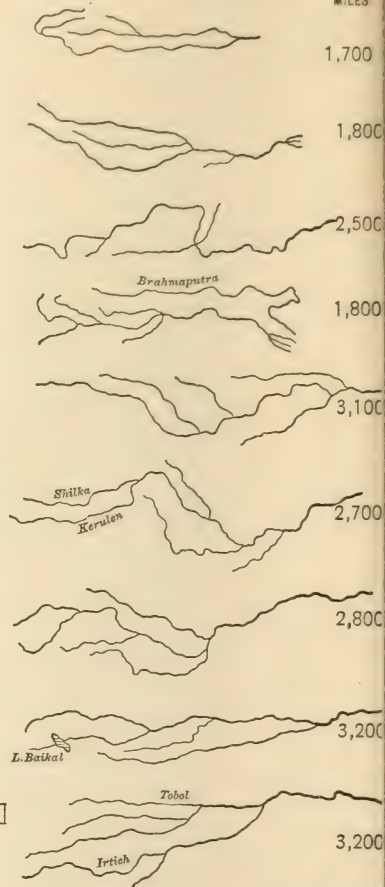 MILES
1,700
1,800
2,500
Brahmaputra
1,800
3,100
Shilka
Kerulen
2,700
2,800
3,200
L.Baikal
Tobol
3,200
Irtich